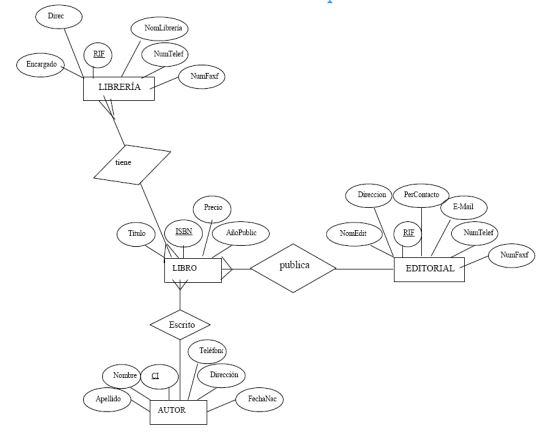 Direc
NomLibreria
RIF
NumTelef
Encargado
NumFaxf
LIBRERÍA
tiene
Precio
Direccion
PerContacto
E-Mail
Titulo
ISBN
AñoPublic
NomEdit
RIF
NumTelef
NumFaxf
LIBRO
publica
EDITORIAL
Escrito
Teléfono
Nombre
CI
Dirección
Apellido
FechaNac
AUTOR